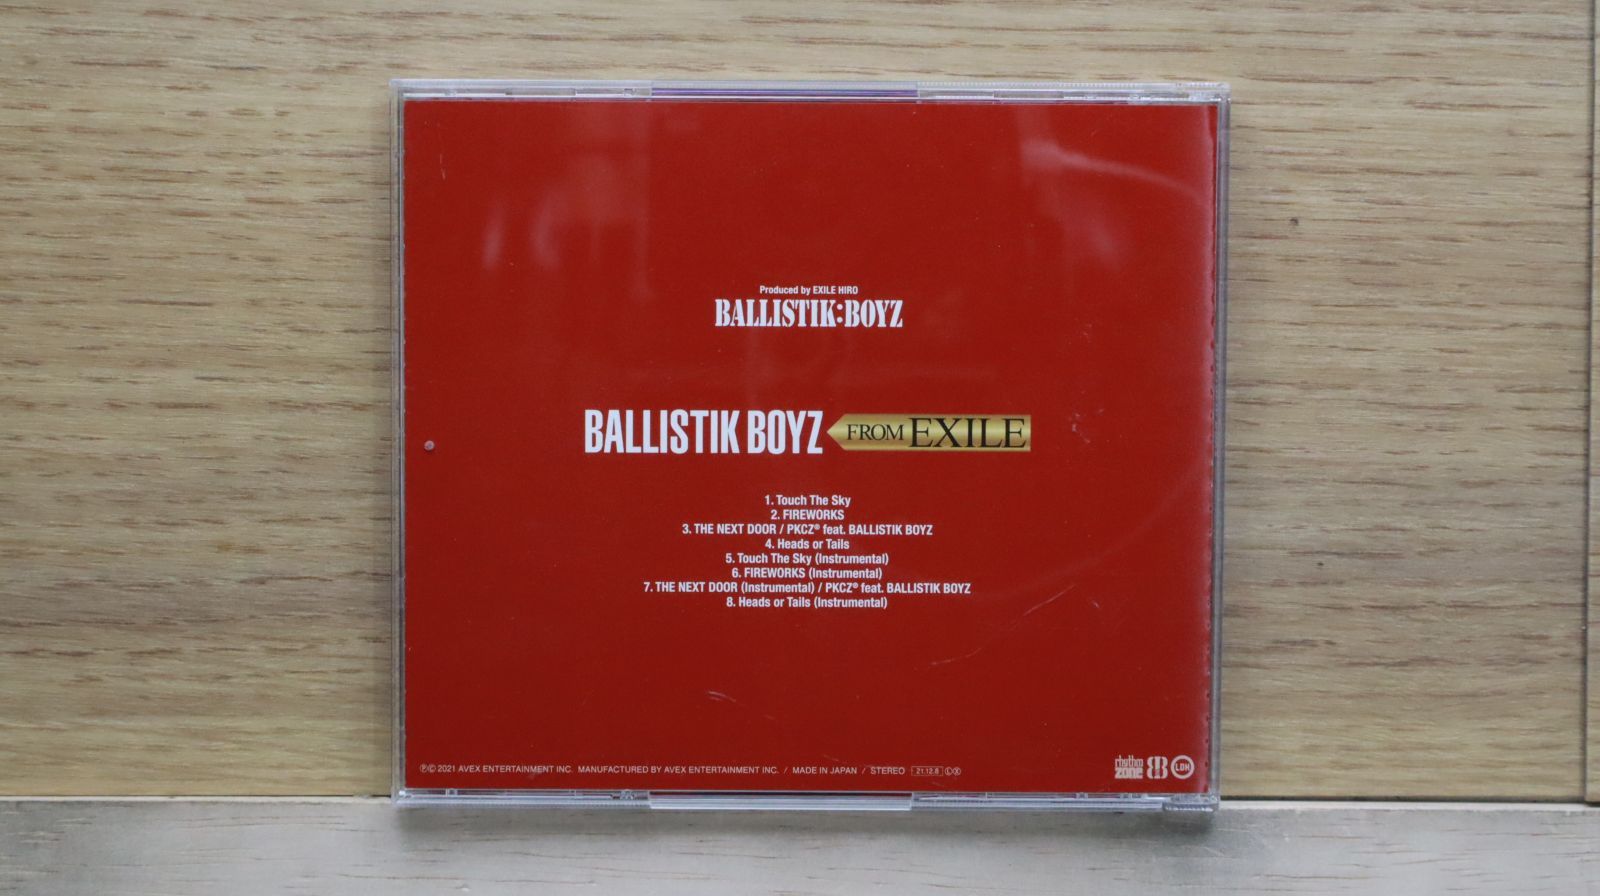 Produced by EXILE HIRO
BALLISTIK:BOYZ
BALLISTIK BOYZ FROM EXILE
1. Touch The Sky
2. FIREWORKS
3. THE NEXT DOOR / PKCZ® feat. BALLISTIK BOYZ
4. Heads or Tails
5. Touch The Sky (Instrumental)
6. FIREWORKS (Instrumental)
7. THE NEXT DOOR (Instrumental) / PKCZ® feat. BALLISTIK BOYZ
8. Heads or Tails (Instrumental)
℗© 2021 AVEX ENTERTAINMENT INC. MANUFACTURED BY AVEX ENTERTAINMENT INC. / MADE IN JAPAN / STEREO 21.12.8 Ⓛ Ⓧ
rhythm zone BB LDH